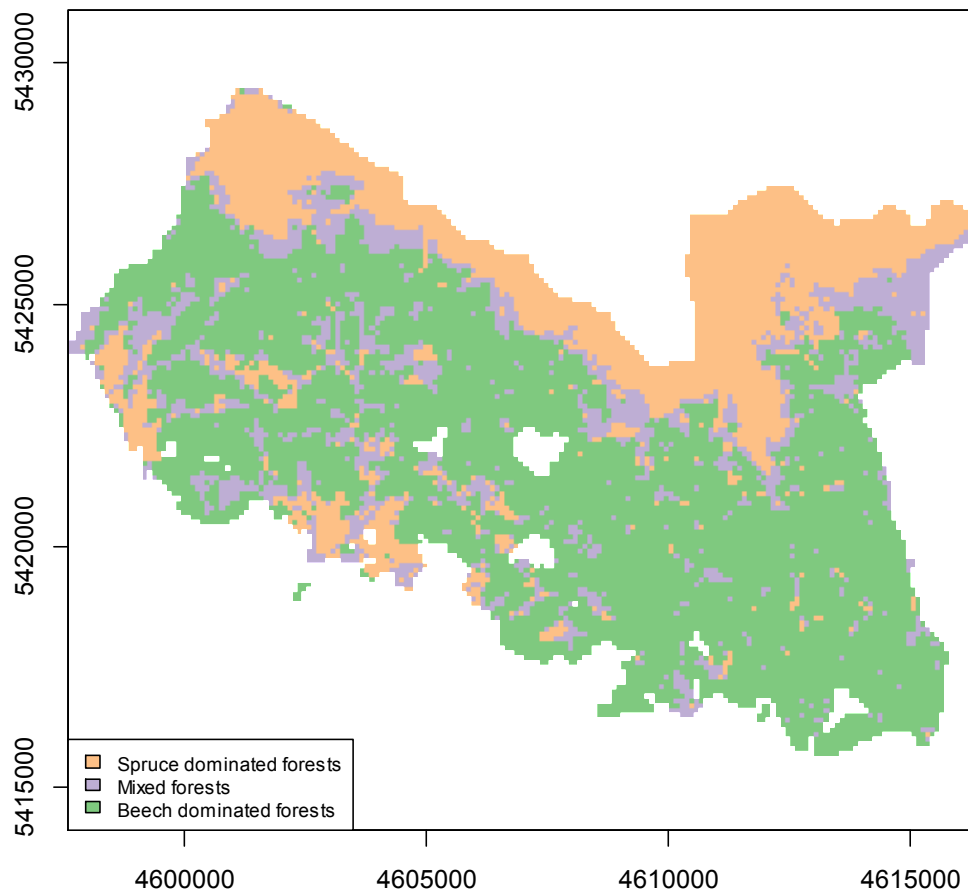 5430000
5425000
5420000
5415000
Spruce dominated forests
Mixed forests
Beech dominated forests
4600000
4605000
4610000
4615000